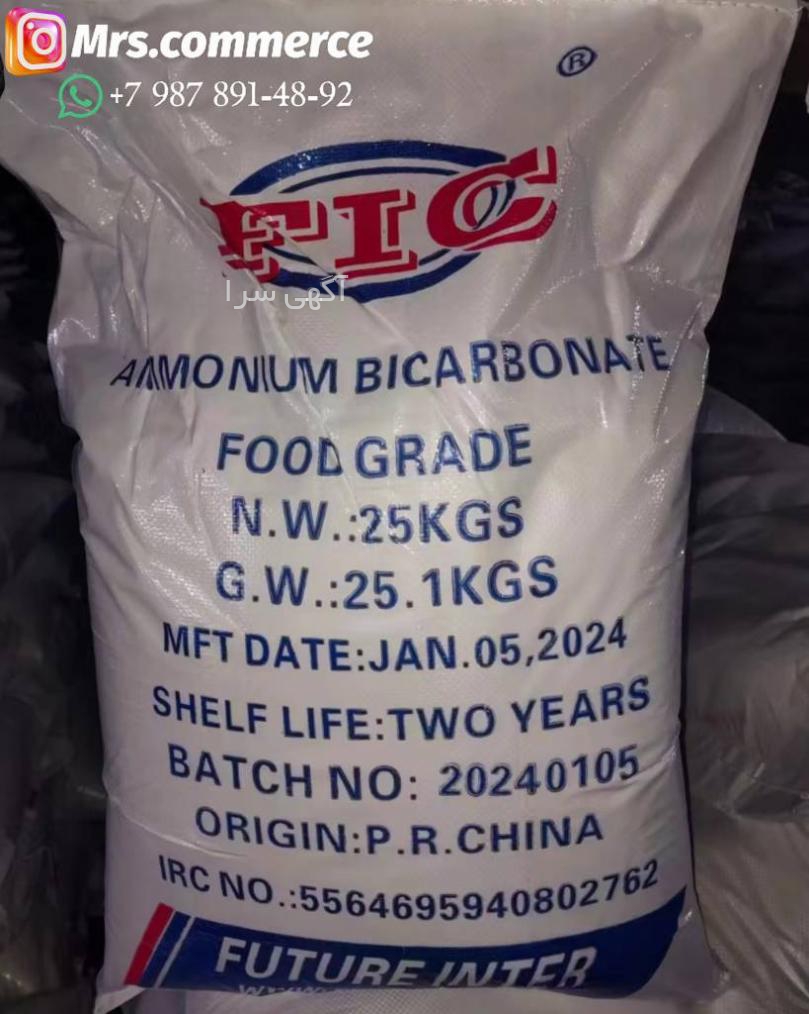 Mrs.commerce
+7 987 891-48-92
®
FIC
آگهی سرا
AMMONIUM BICARBONATE
FOOD GRADE
N.W.:25KGS
G.W.:25.1KGS
MFT DATE:JAN.05,2024
SHELF LIFE:TWO YEARS
BATCH NO: 20240105
ORIGIN:P.R.CHINA
IRC NO.:5564695940802762
FUTURE INTER